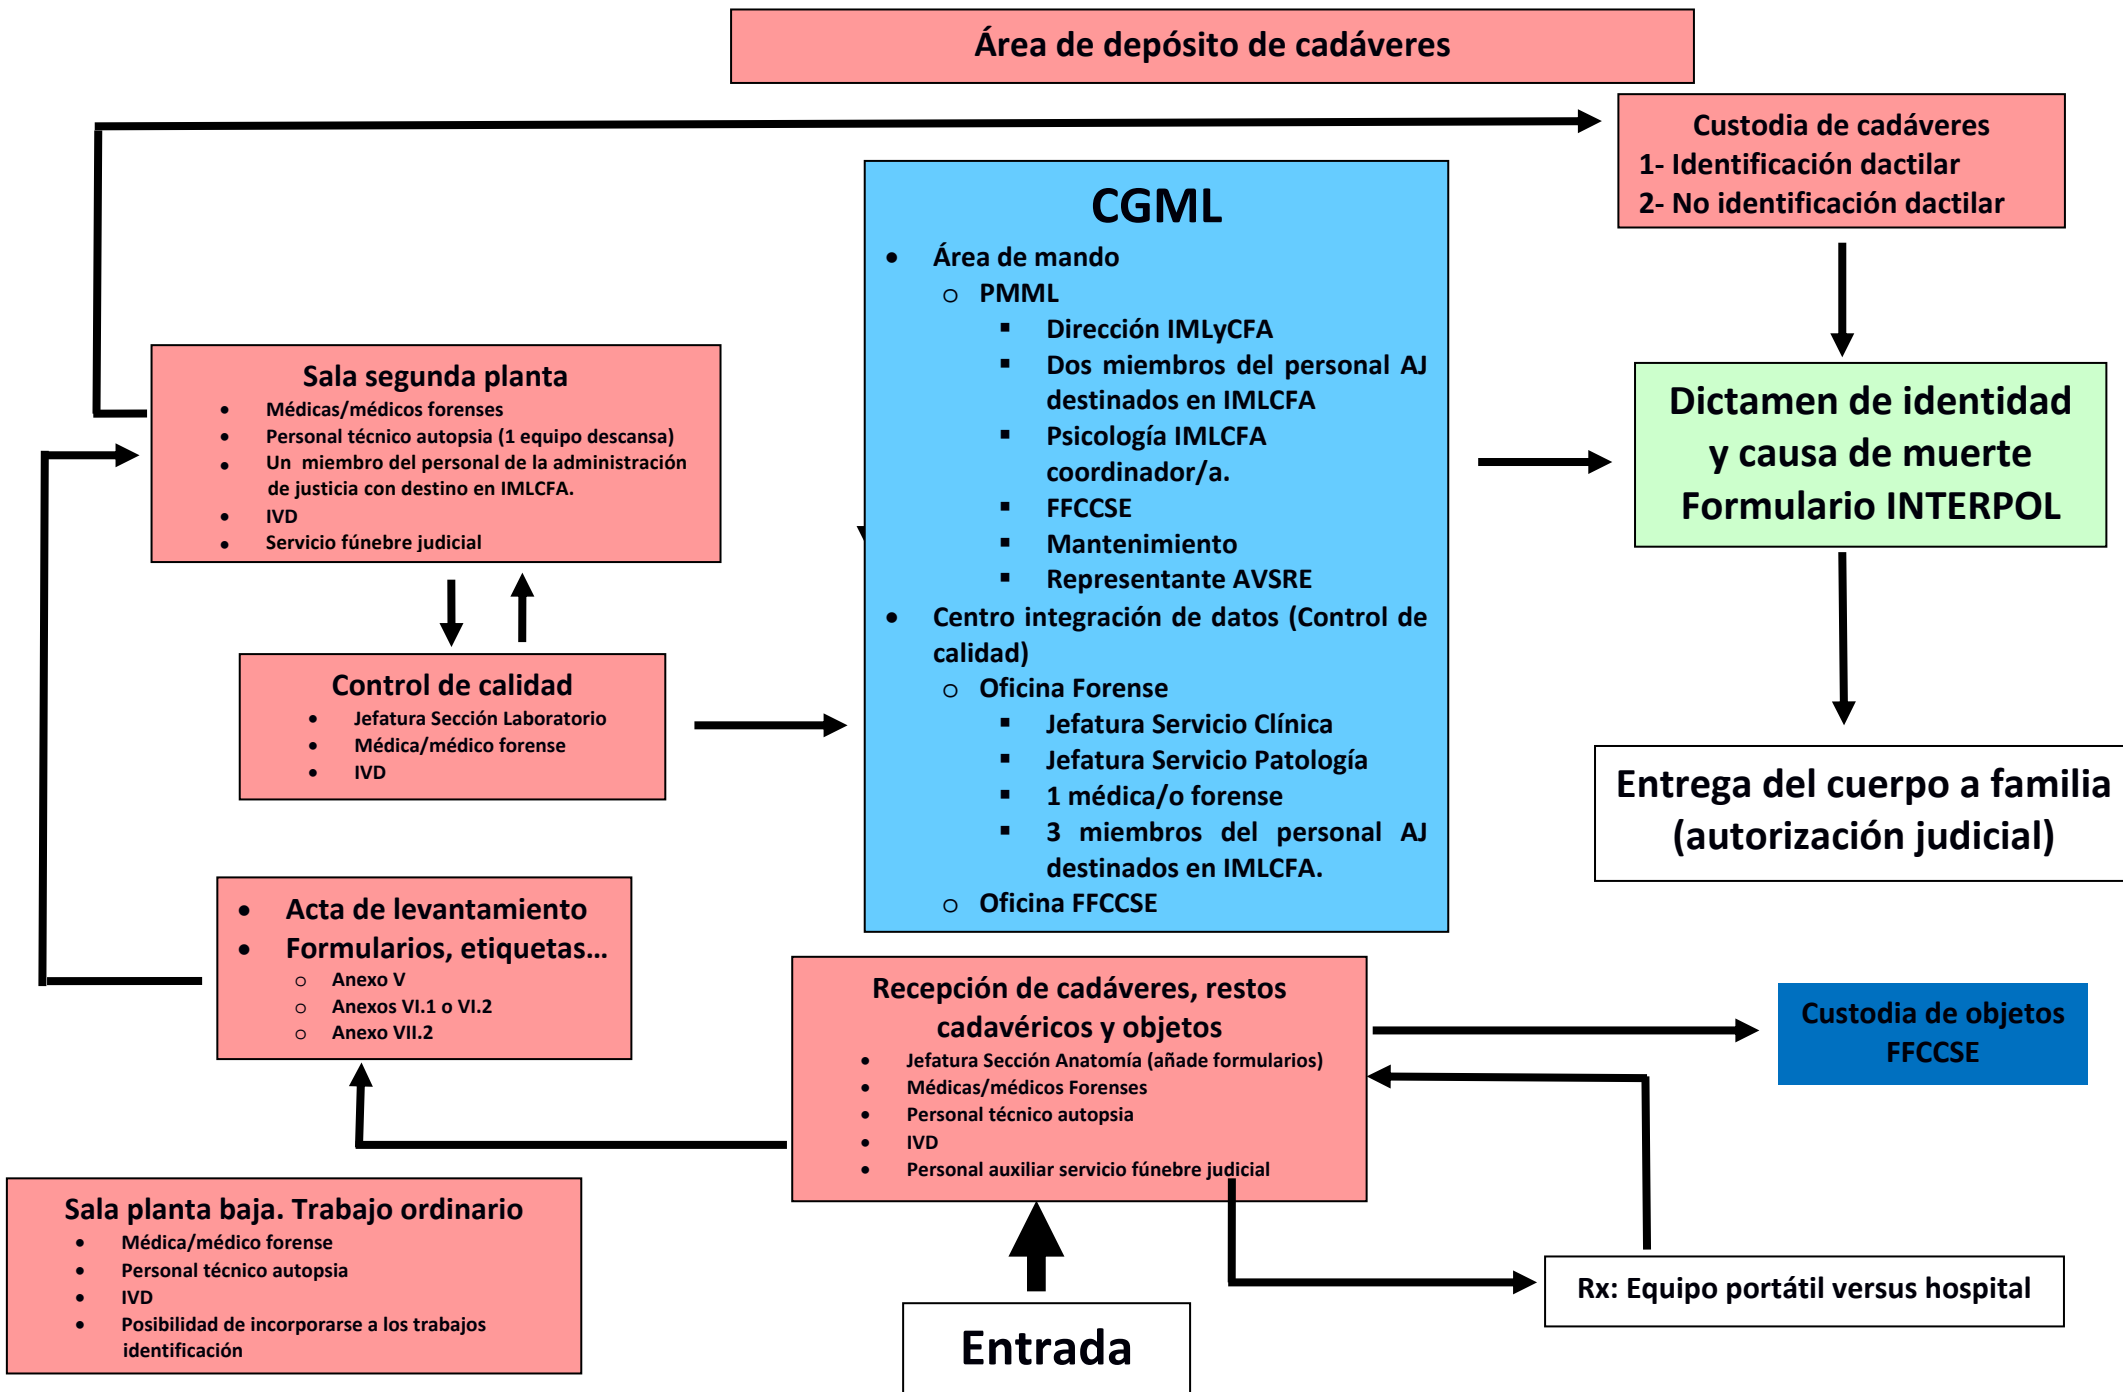 Área de depósito de cadáveres
Custodia de cadáveres
1- Identificación dactilar
2- No identificación dactilar
CGML
• Área de mando
o PMML
▪ Dirección IMLyCFA
▪ Dos miembros del personal AJ
destinados en IMLCFA
▪ Psicología IMLCFA
coordinador/a.
▪ FFCCSE
▪ Mantenimiento
▪ Representante AVSRE
• Centro integración de datos (Control de
calidad)
o Oficina Forense
▪ Jefatura Servicio Clínica
▪ Jefatura Servicio Patología
▪ 1 médica/o forense
▪ 3 miembros del personal AJ
destinados en IMLCFA.
o Oficina FFCCSE
Sala segunda planta
• Médicas/médicos forenses
• Personal técnico autopsia (1 equipo descansa)
• Un miembro del personal de la administración
de justicia con destino en IMLCFA.
• IVD
• Servicio fúnebre judicial
Dictamen de identidad
y causa de muerte
Formulario INTERPOL
Control de calidad
• Jefatura Sección Laboratorio
• Médica/médico forense
• IVD
Entrega del cuerpo a familia
(autorización judicial)
• Acta de levantamiento
• Formularios, etiquetas…
o Anexo V
o Anexos VI.1 o VI.2
o Anexo VII.2
Recepción de cadáveres, restos
cadavéricos y objetos
• Jefatura Sección Anatomía (añade formularios)
• Médicas/médicos Forenses
• Personal técnico autopsia
• IVD
• Personal auxiliar servicio fúnebre judicial
Custodia de objetos
FFCCSE
Sala planta baja. Trabajo ordinario
• Médica/médico forense
• Personal técnico autopsia
• IVD
• Posibilidad de incorporarse a los trabajos
identificación
Rx: Equipo portátil versus hospital
Entrada